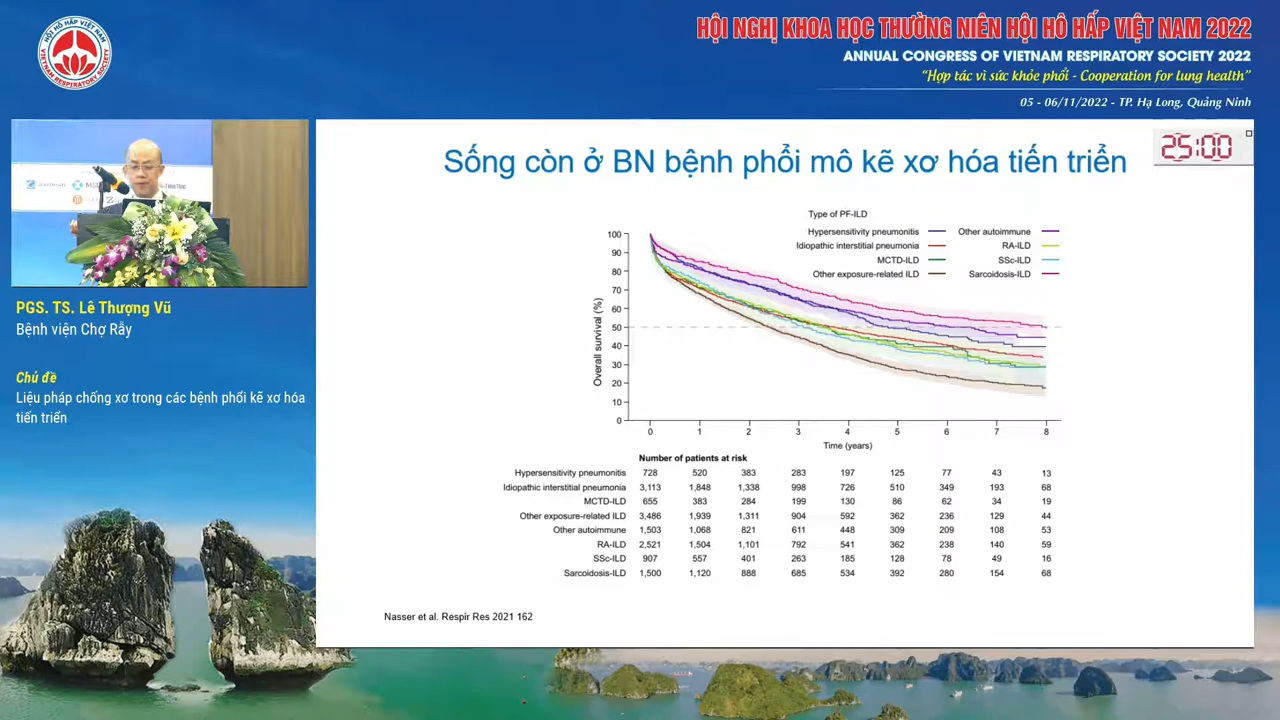 HỘI HÔ HẤP VIỆT NAM
VIETNAM RESPIRATORY SOCIETY
HỘI NGHỊ KHOA HỌC THƯỜNG NIÊN HỘI HÔ HẤP VIỆT NAM 2022
ANNUAL CONGRESS OF VIETNAM RESPIRATORY SOCIETY 2022
“Hợp tác vì sức khỏe phổi - Cooperation for lung health”
05 - 06/11/2022 - TP. Hạ Long, Quảng Ninh
PGS. TS. Lê Thượng Vũ
Bệnh viện Chợ Rẫy
Chủ đề
Liệu pháp chống xơ trong các bệnh phổi kẽ xơ hóa
tiến triển
25:00
Sống còn ở BN bệnh phổi mô kẽ xơ hóa tiến triển
Type of PF-ILD
Hypersensitivity pneumonitis Other autoimmune
Idiopathic interstitial pneumonia RA-ILD
MCTD-ILD SSc-ILD
Other exposure-related ILD Sarcoidosis-ILD
Overall survival (%)
100
90
80
70
60
50
40
30
20
10
0
0 1 2 3 4 5 6 7 8
Time (years)
Number of patients at risk
Hypersensitivity pneumonitis 728 520 383 283 197 125 77 43 13
Idiopathic interstitial pneumonia 3,113 1,848 1,338 998 726 510 349 193 68
MCTD-ILD 655 383 284 199 130 86 62 34 19
Other exposure-related ILD 3,486 1,939 1,311 904 592 362 236 129 44
Other autoimmune 1,503 1,068 821 611 448 309 209 108 53
RA-ILD 2,521 1,504 1,101 792 541 362 238 140 59
SSc-ILD 907 557 401 263 185 128 78 49 16
Sarcoidosis-ILD 1,500 1,120 888 685 534 392 280 154 68
Nasser et al. Respir Res 2021 162